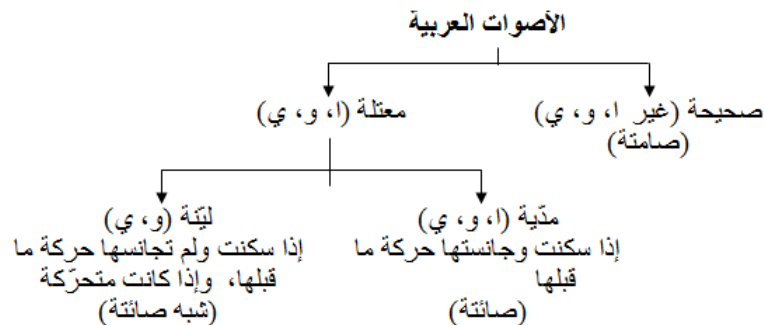 الأصوات العربية
صحيحة (غير ا، و، ي)
(صامتة)
معتلة (ا، و، ي)
مدّية (ا، و، ي)
إذا سكنت وجانستها حركة ما
قبلها
(صائتة)
ليّنة (و، ي)
إذا سكنت ولم تجانسها حركة ما
قبلها، وإذا كانت متحرّكة
(شبه صائتة)